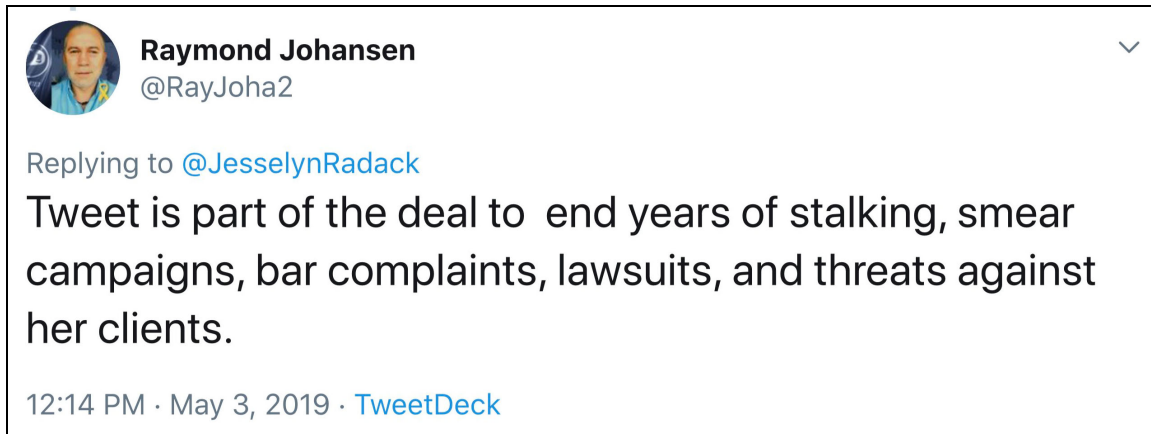 Raymond Johansen
@RayJoha2
Replying to @JesselynRadack
Tweet is part of the deal to  end years of stalking, smear
campaigns, bar complaints, lawsuits, and threats against
her clients.
12:14 PM · May 3, 2019 · TweetDeck